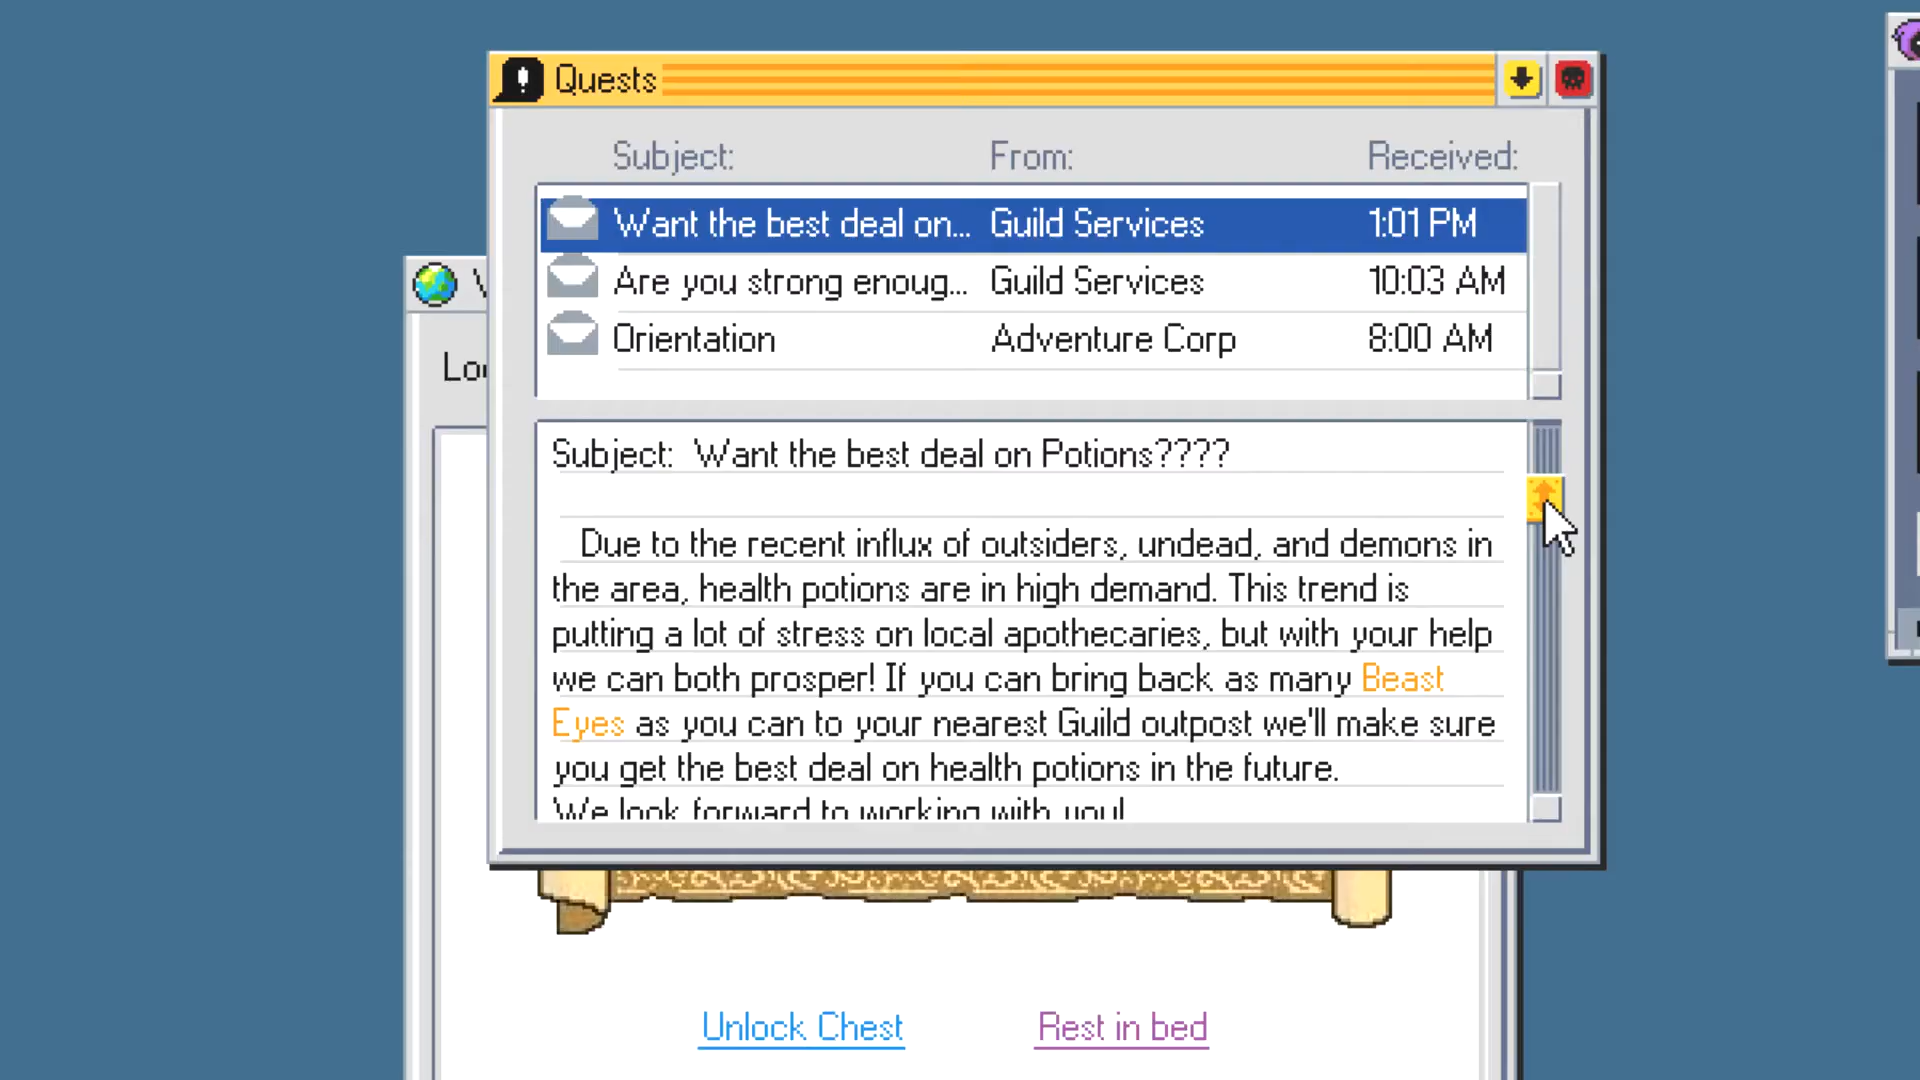 Quests
Subject: From: Received:
Want the best deal on... Guild Services 1:01 PM
Are you strong enoug... Guild Services 10:03 AM
Orientation Adventure Corp 8:00 AM
Subject: Want the best deal on Potions????
Due to the recent influx of outsiders, undead, and demons in
the area, health potions are in high demand. This trend is
putting a lot of stress on local apothecaries, but with your help
we can both prosper! If you can bring back as many Beast
Eyes as you can to your nearest Guild outpost we'll make sure
you get the best deal on health potions in the future.
We look forward to working with you!
Unlock Chest
Rest in bed